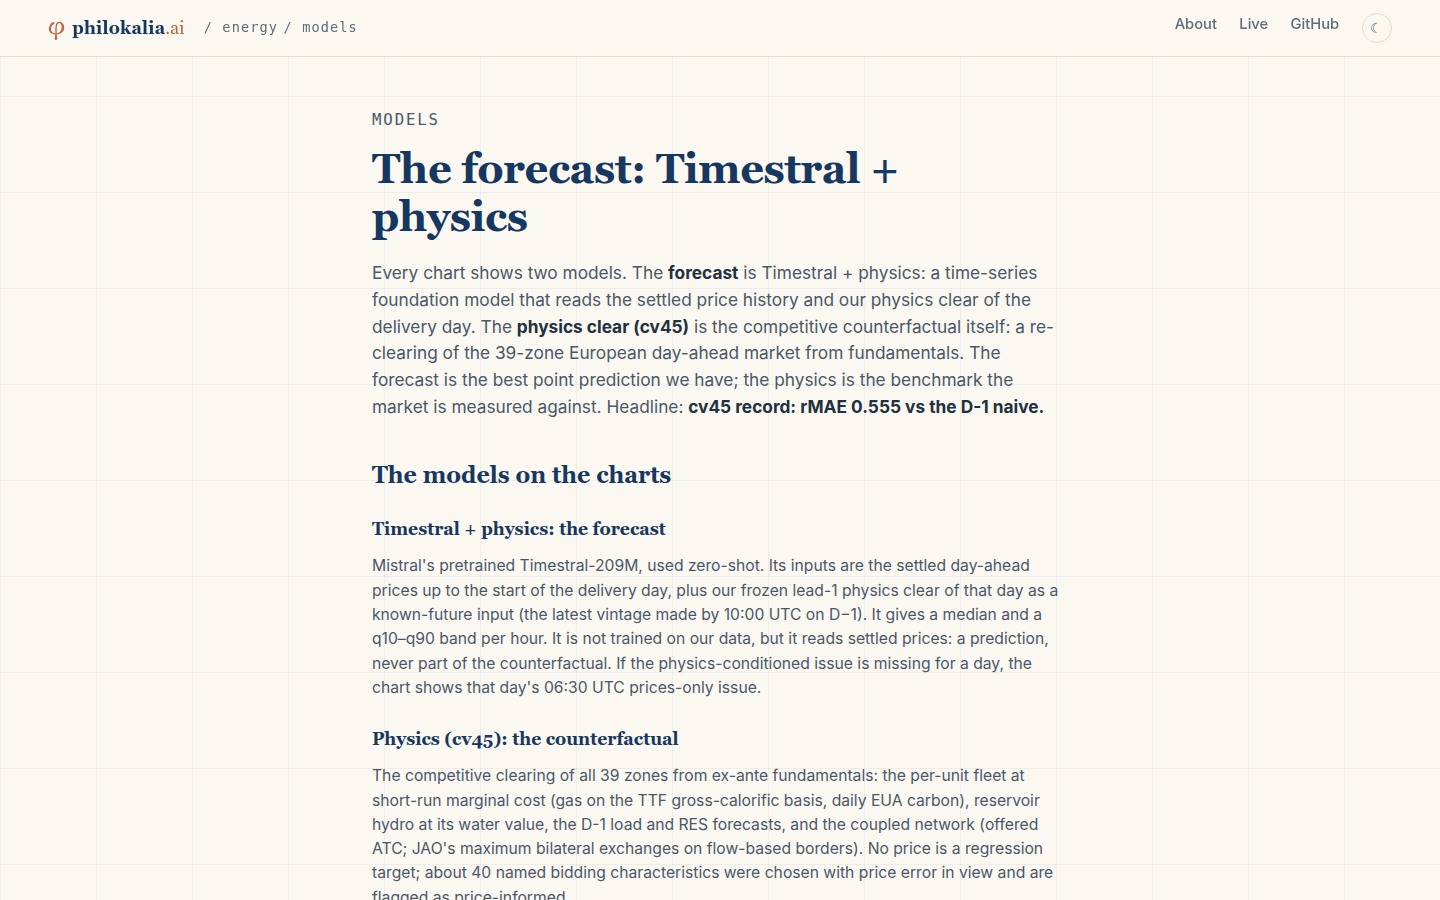 φ philokalia.ai / energy / models
About Live GitHub
MODELS
The forecast: Timestral +
physics
Every chart shows two models. The forecast is Timestral + physics: a time-series
foundation model that reads the settled price history and our physics clear of the
delivery day. The physics clear (cv45) is the competitive counterfactual itself: a re-
clearing of the 39-zone European day-ahead market from fundamentals. The
forecast is the best point prediction we have; the physics is the benchmark the
market is measured against. Headline: cv45 record: rMAE 0.555 vs the D-1 naive.
The models on the charts
Timestral + physics: the forecast
Mistral's pretrained Timestral-209M, used zero-shot. Its inputs are the settled day-ahead
prices up to the start of the delivery day, plus our frozen lead-1 physics clear of that day as a
known-future input (the latest vintage made by 10:00 UTC on D−1). It gives a median and a
q10–q90 band per hour. It is not trained on our data, but it reads settled prices: a prediction,
never part of the counterfactual. If the physics-conditioned issue is missing for a day, the
chart shows that day's 06:30 UTC prices-only issue.
Physics (cv45): the counterfactual
The competitive clearing of all 39 zones from ex-ante fundamentals: the per-unit fleet at
short-run marginal cost (gas on the TTF gross-calorific basis, daily EUA carbon), reservoir
hydro at its water value, the D-1 load and RES forecasts, and the coupled network (offered
ATC; JAO's maximum bilateral exchanges on flow-based borders). No price is a regression
target; about 40 named bidding characteristics were chosen with price error in view and are
flagged as price-informed.